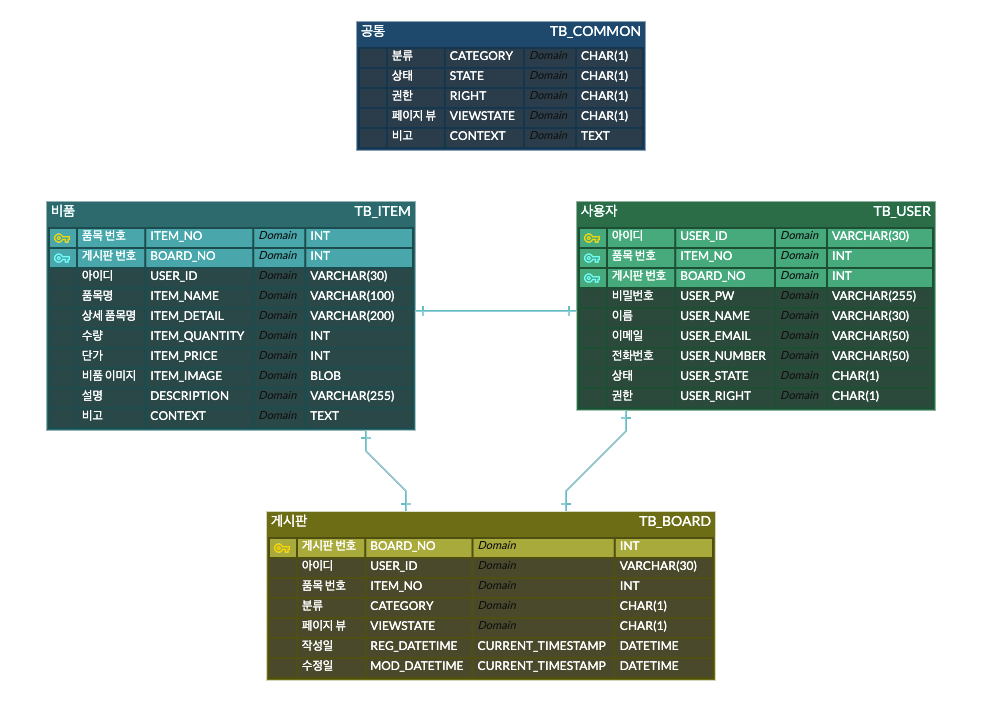 공통 TB_COMMON
분류 CATEGORY Domain CHAR(1)
상태 STATE Domain CHAR(1)
권한 RIGHT Domain CHAR(1)
페이지 뷰 VIEWSTATE Domain CHAR(1)
비고 CONTEXT Domain TEXT
비품 TB_ITEM
품목 번호 ITEM_NO Domain INT
게시판 번호 BOARD_NO Domain INT
아이디 USER_ID Domain VARCHAR(30)
품목명 ITEM_NAME Domain VARCHAR(100)
상세 품목명 ITEM_DETAIL Domain VARCHAR(200)
수량 ITEM_QUANTITY Domain INT
단가 ITEM_PRICE Domain INT
비품 이미지 ITEM_IMAGE Domain BLOB
설명 DESCRIPTION Domain VARCHAR(255)
비고 CONTEXT Domain TEXT
사용자 TB_USER
아이디 USER_ID Domain VARCHAR(30)
품목 번호 ITEM_NO Domain INT
게시판 번호 BOARD_NO Domain INT
비밀번호 USER_PW Domain VARCHAR(255)
이름 USER_NAME Domain VARCHAR(30)
이메일 USER_EMAIL Domain VARCHAR(50)
전화번호 USER_NUMBER Domain VARCHAR(50)
상태 USER_STATE Domain CHAR(1)
권한 USER_RIGHT Domain CHAR(1)
게시판 TB_BOARD
게시판 번호 BOARD_NO Domain INT
아이디 USER_ID Domain VARCHAR(30)
품목 번호 ITEM_NO Domain INT
분류 CATEGORY Domain CHAR(1)
페이지 뷰 VIEWSTATE Domain CHAR(1)
작성일 REG_DATETIME CURRENT_TIMESTAMP DATETIME
수정일 MOD_DATETIME CURRENT_TIMESTAMP DATETIME